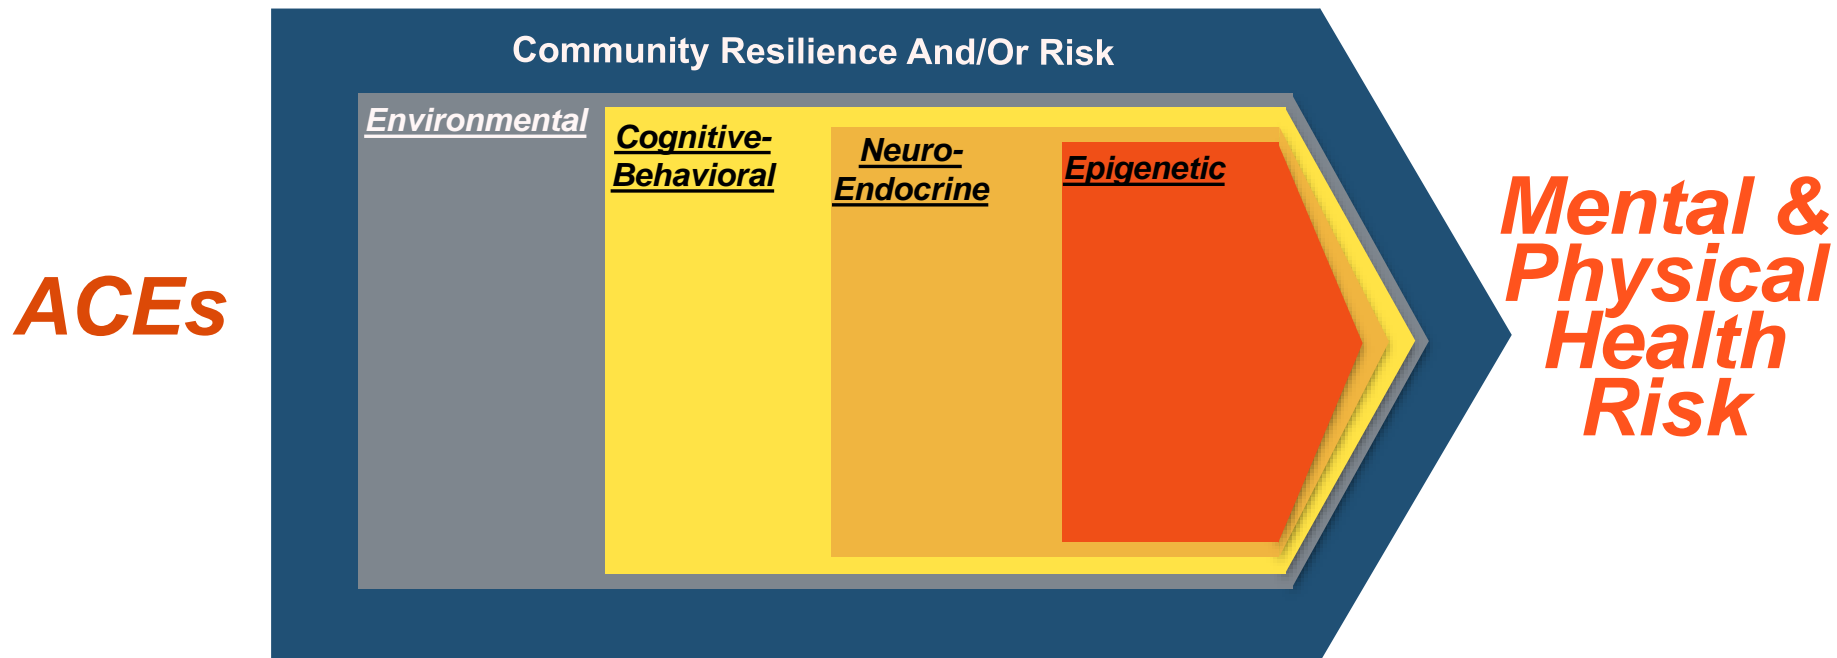 Community Resilience And/Or Risk
Environmental
Cognitive-
Behavioral
Neuro-
Endocrine
Epigenetic
ACEs
Mental &
Physical
Health
Risk